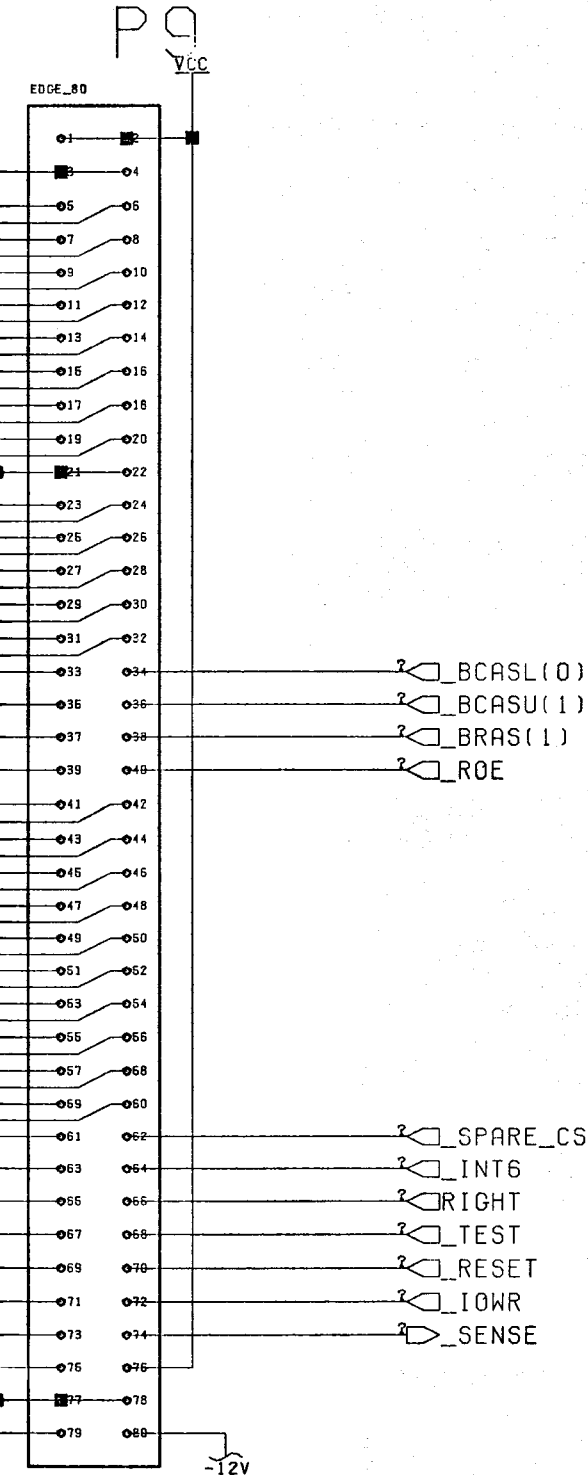 P9
VCC
EDGE_80
1 2
3 4
5 6
7 8
9 10
11 12
13 14
15 16
17 18
19 20
21 22
23 24
25 26
27 28
29 30
31 32
33 34 ? _BCASL(0)
35 36 ? _BCASU(1)
37 38 ? _BRAS(1)
39 40 ? _ROE
41 42
43 44
45 46
47 48
49 50
51 52
53 54
55 56
57 58
59 60
61 62 ? _SPARE_CS
63 64 ? _INT6
65 66 ? RIGHT
67 68 ? _TEST
69 70 ? _RESET
71 72 ? _IOWR
73 74 ? _SENSE
75 76
77 78
79 80
-12V